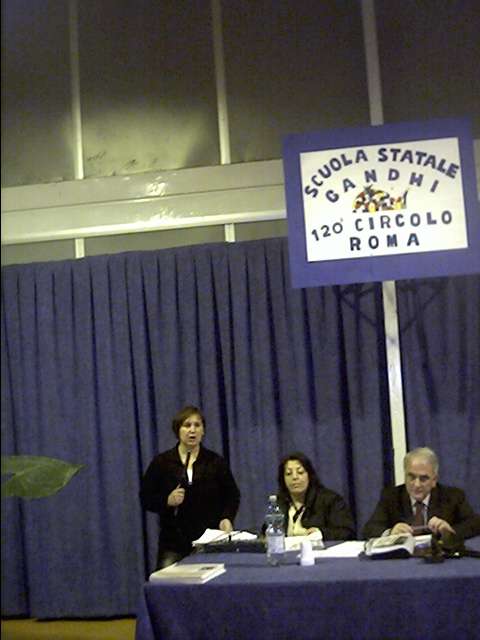 SCUOLA STATALE
GANDHI
120° CIRCOLO
ROMA